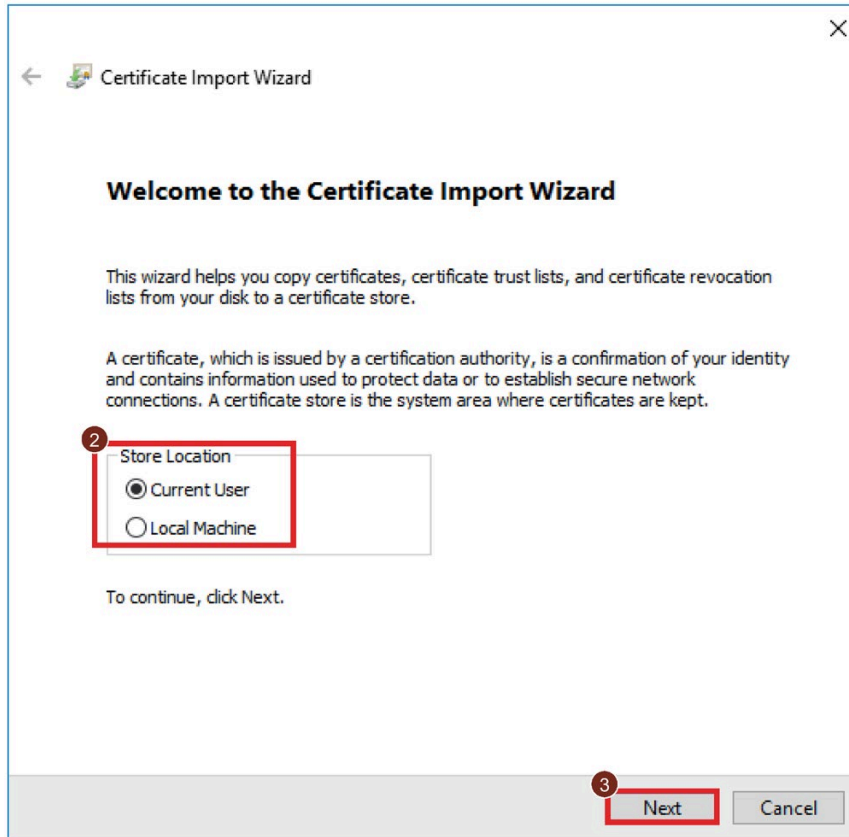 Certificate Import Wizard
Welcome to the Certificate Import Wizard
This wizard helps you copy certificates, certificate trust lists, and certificate revocation
lists from your disk to a certificate store.
A certificate, which is issued by a certification authority, is a confirmation of your identity
and contains information used to protect data or to establish secure network
connections. A certificate store is the system area where certificates are kept.
2
Store Location
Current User
Local Machine
To continue, click Next.
3
Next Cancel